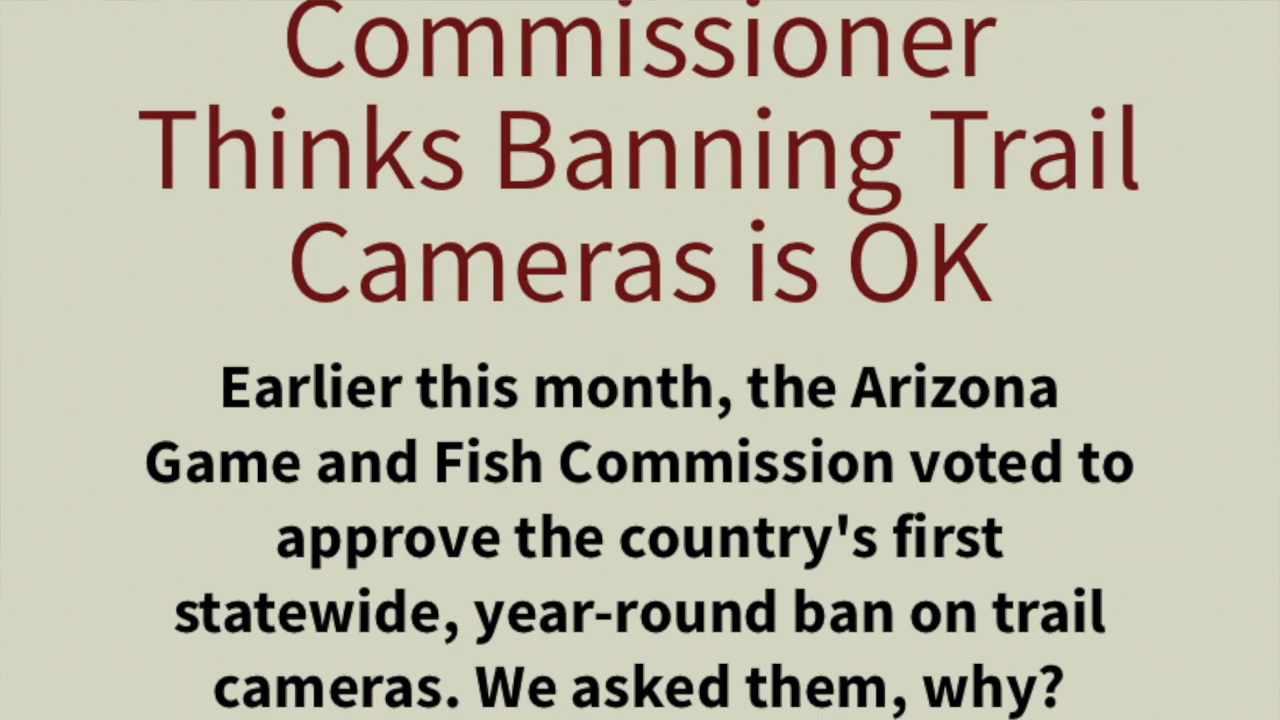 Commissioner
Thinks Banning Trail
Cameras is OK
Earlier this month, the Arizona
Game and Fish Commission voted to
approve the country's first
statewide, year-round ban on trail
cameras. We asked them, why?